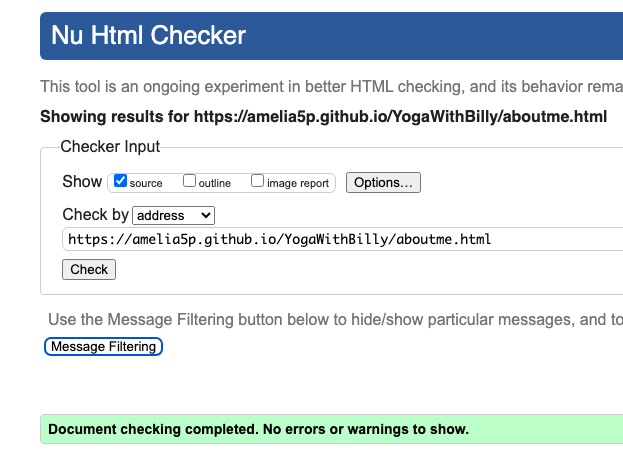 Nu Html Checker
This tool is an ongoing experiment in better HTML checking, and its behavior rema
Showing results for https://amelia5p.github.io/YogaWithBilly/aboutme.html
Checker Input
Show source outline image report Options...
Check by address
https://amelia5p.github.io/YogaWithBilly/aboutme.html
Check
Use the Message Filtering button below to hide/show particular messages, and to
Message Filtering
Document checking completed. No errors or warnings to show.